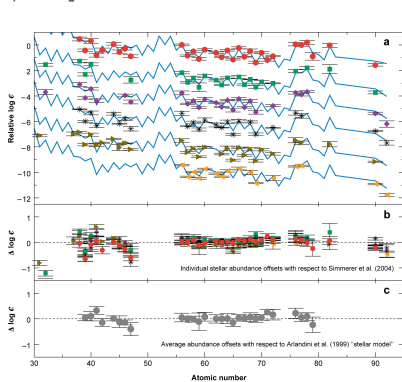 a
0
−2
−4
−6
−8
−10
−12
Relative log ε
b
1
0
−1
Δ log ε
Individual stellar abundance offsets with respect to Simmerer et al. (2004)
c
1
0
−1
Δ log ε
Average abundance offsets with respect to Arlandini et al. (1999) "stellar model"
30 40 50 60 70 80 90
Atomic number